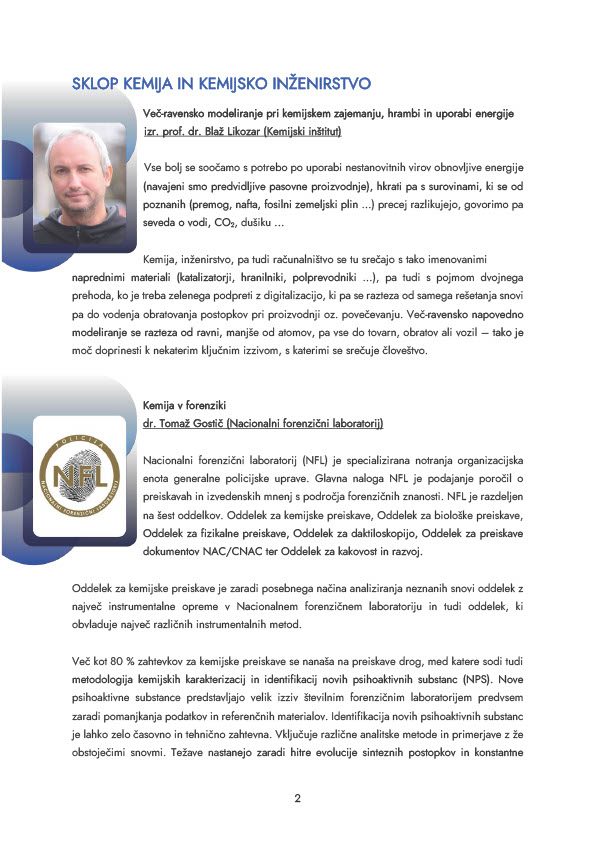 SKLOP KEMIJA IN KEMIJSKO INŽENIRSTVO
Več-ravensko modeliranje pri kemijskem zajemanju, hrambi in uporabi energije
izr. prof. dr. Blaž Likozar (Kemijski inštitut)
Vse bolj se soočamo s potrebo po uporabi nestanovitnih virov obnovljive energije
(navajeni smo predvidljive pasovne proizvodnje), hkrati pa s surovinami, ki se od
poznanih (premog, nafta, fosilni zemeljski plin …) precej razlikujejo, govorimo pa
seveda o vodi, CO₂, dušiku …
Kemija, inženirstvo, pa tudi računalništvo se tu srečajo s tako imenovanimi
naprednimi materiali (katalizatorji, hranilniki, polprevodniki …), pa tudi s pojmom dvojnega
prehoda, ko je treba zelenega podpreti z digitalizacijo, ki pa se razteza od samega rešetanja snovi
pa do vodenja obratovanja postopkov pri proizvodnji oz. povečevanju. Več-ravensko napovedno
modeliranje se razteza od ravni, manjše od atomov, pa vse do tovarn, obratov ali vozil – tako je
moč doprinesti k nekaterim ključnim izzivom, s katerimi se srečuje človeštvo.
Kemija v forenziki
dr. Tomaž Gostič (Nacionalni forenzični laboratorij)
POLICIJA
NFL
NACIONALNI FORENZIČNI LABORATORIJ
Nacionalni forenzični laboratorij (NFL) je specializirana notranja organizacijska
enota generalne policijske uprave. Glavna naloga NFL je podajanje poročil o
preiskavah in izvedenskih mnenj s področja forenzičnih znanosti. NFL je razdeljen
na šest oddelkov. Oddelek za kemijske preiskave, Oddelek za biološke preiskave,
Oddelek za fizikalne preiskave, Oddelek za daktiloskopijo, Oddelek za preiskave
dokumentov NAC/CNAC ter Oddelek za kakovost in razvoj.
Oddelek za kemijske preiskave je zaradi posebnega načina analiziranja neznanih snovi oddelek z
največ instrumentalne opreme v Nacionalnem forenzičnem laboratoriju in tudi oddelek, ki
obvladuje največ različnih instrumentalnih metod.
Več kot 80 % zahtevkov za kemijske preiskave se nanaša na preiskave drog, med katere sodi tudi
metodologija kemijskih karakterizacij in identifikacij novih psihoaktivnih substanc (NPS). Nove
psihoaktivne substance predstavljajo velik izziv številnim forenzičnim laboratorijem predvsem
zaradi pomanjkanja podatkov in referenčnih materialov. Identifikacija novih psihoaktivnih substanc
je lahko zelo časovno in tehnično zahtevna. Vključuje različne analitske metode in primerjave z že
obstoječimi snovmi. Težave nastanejo zaradi hitre evolucije sinteznih postopkov in konstantne
2